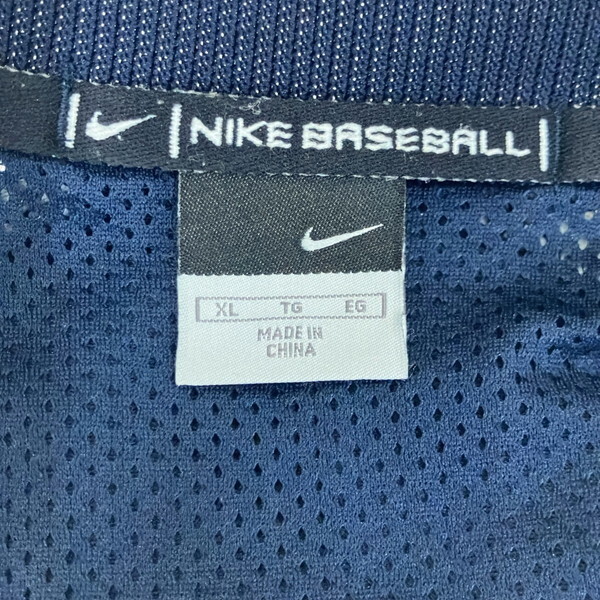 NIKE BASEBALL
XL TG EG
MADE IN
CHINA